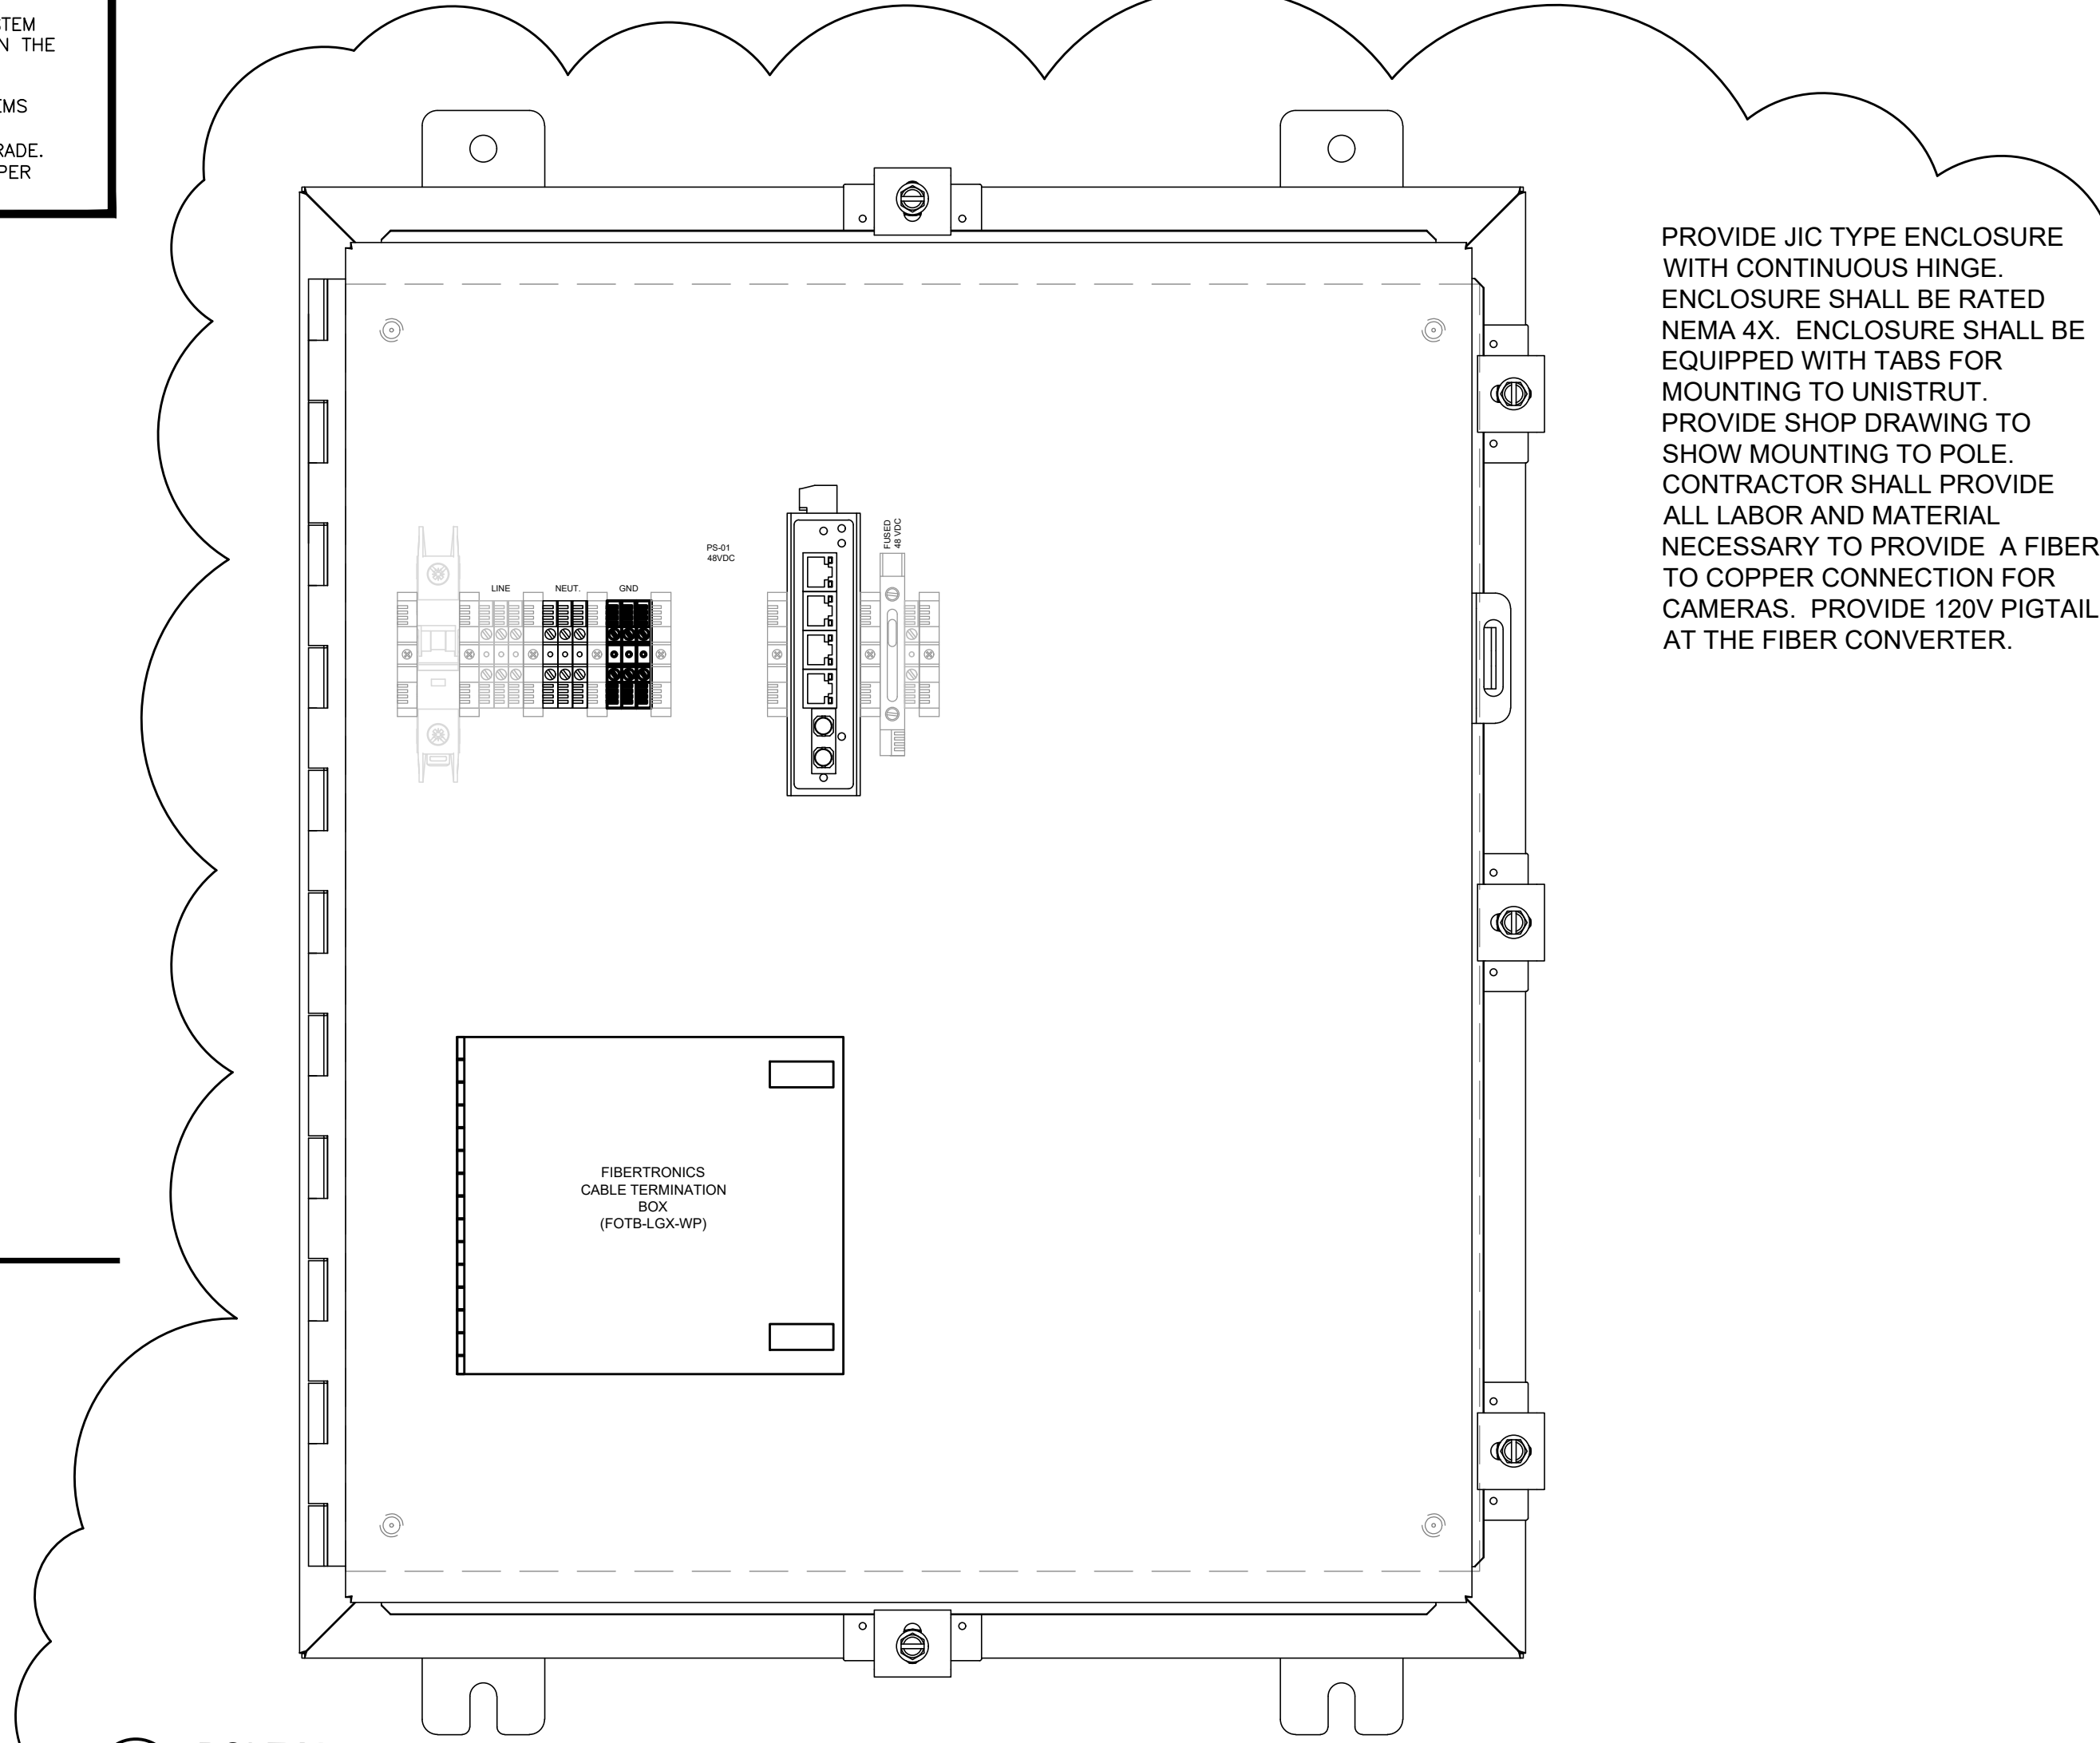 STEM
N THE
EMS
RADE.
PER
PROVIDE JIC TYPE ENCLOSURE
WITH CONTINUOUS HINGE.
ENCLOSURE SHALL BE RATED
NEMA 4X.  ENCLOSURE SHALL BE
EQUIPPED WITH TABS FOR
MOUNTING TO UNISTRUT.
PROVIDE SHOP DRAWING TO
SHOW MOUNTING TO POLE.
CONTRACTOR SHALL PROVIDE
ALL LABOR AND MATERIAL
NECESSARY TO PROVIDE  A FIBER
TO COPPER CONNECTION FOR
CAMERAS.  PROVIDE 120V PIGTAIL
AT THE FIBER CONVERTER.
FUSED
48 VDC
PS-01
48VDC
LINE
NEUT.
GND
FIBERTRONICS
CABLE TERMINATION
BOX
(FOTB-LGX-WP)